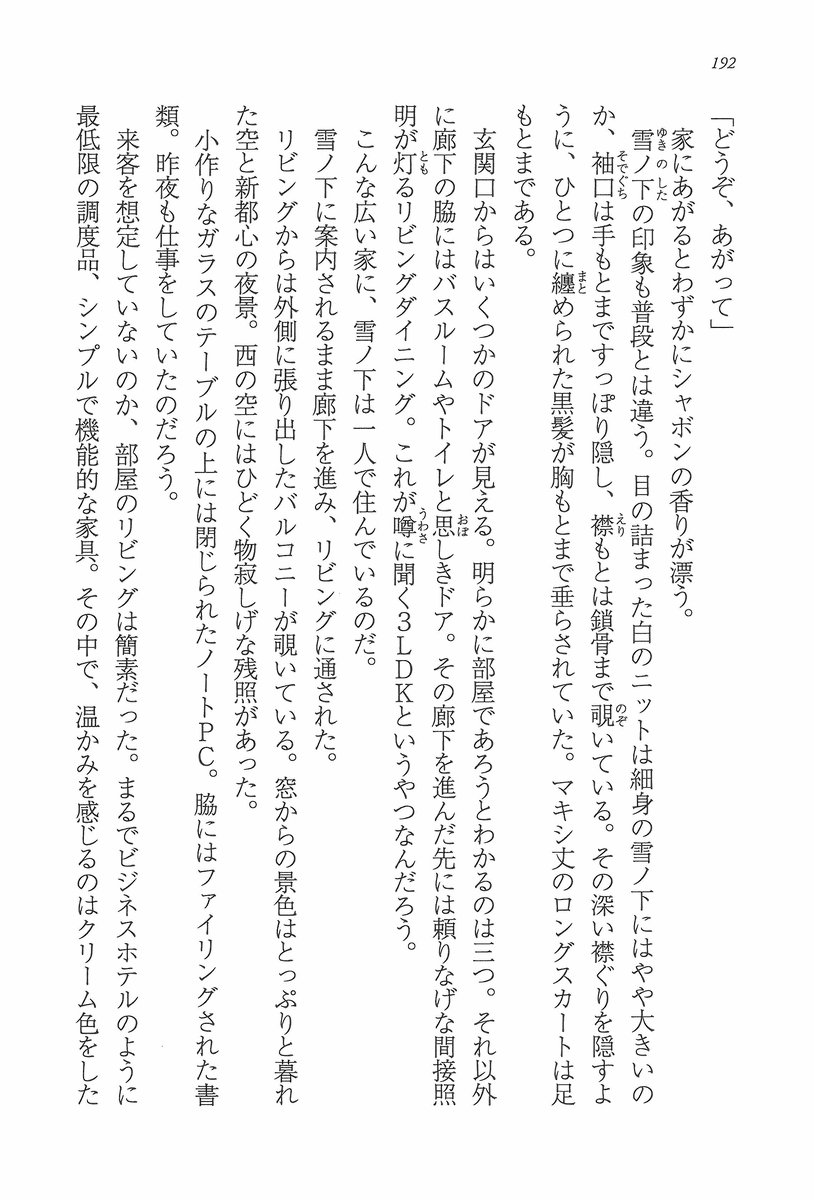 192
「どうぞ、あがって」
家にあがるとわずかにシャボンの香りが漂う。
雪ノ下の印象も普段とは違う。目の詰まった白のニットは細身の雪ノ下にはやや大きいの
か、袖口は手もとまですっぽり隠し、襟もとは鎖骨まで覗いている。その深い襟ぐりを隠すよ
うに、ひとつに纏められた黒髪が胸もとまで垂らされていた。マキシ丈のロングスカートは足
もとまである。
玄関口からはいくつかのドアが見える。明らかに部屋であろうとわかるのは三つ。それ以外
に廊下の脇にはバスルームやトイレと思しきドア。その廊下を進んだ先には頼りなげな間接照
明が灯るリビングダイニング。これが噂に聞く3LDKというやつなんだろう。
こんな広い家に、雪ノ下は一人で住んでいるのだ。
雪ノ下に案内されるまま廊下を進み、リビングに通された。
リビングからは外側に張り出したバルコニーが覗いている。窓からの景色はとっぷりと暮れ
た空と新都心の夜景。西の空にはひどく物寂しげな残照があった。
小作りなガラスのテーブルの上には閉じられたノートPC。脇にはファイリングされた書
類。昨夜も仕事をしていたのだろう。
来客を想定していないのか、部屋のリビングは簡素だった。まるでビジネスホテルのように
最低限の調度品、シンプルで機能的な家具。その中で、温かみを感じるのはクリーム色をした